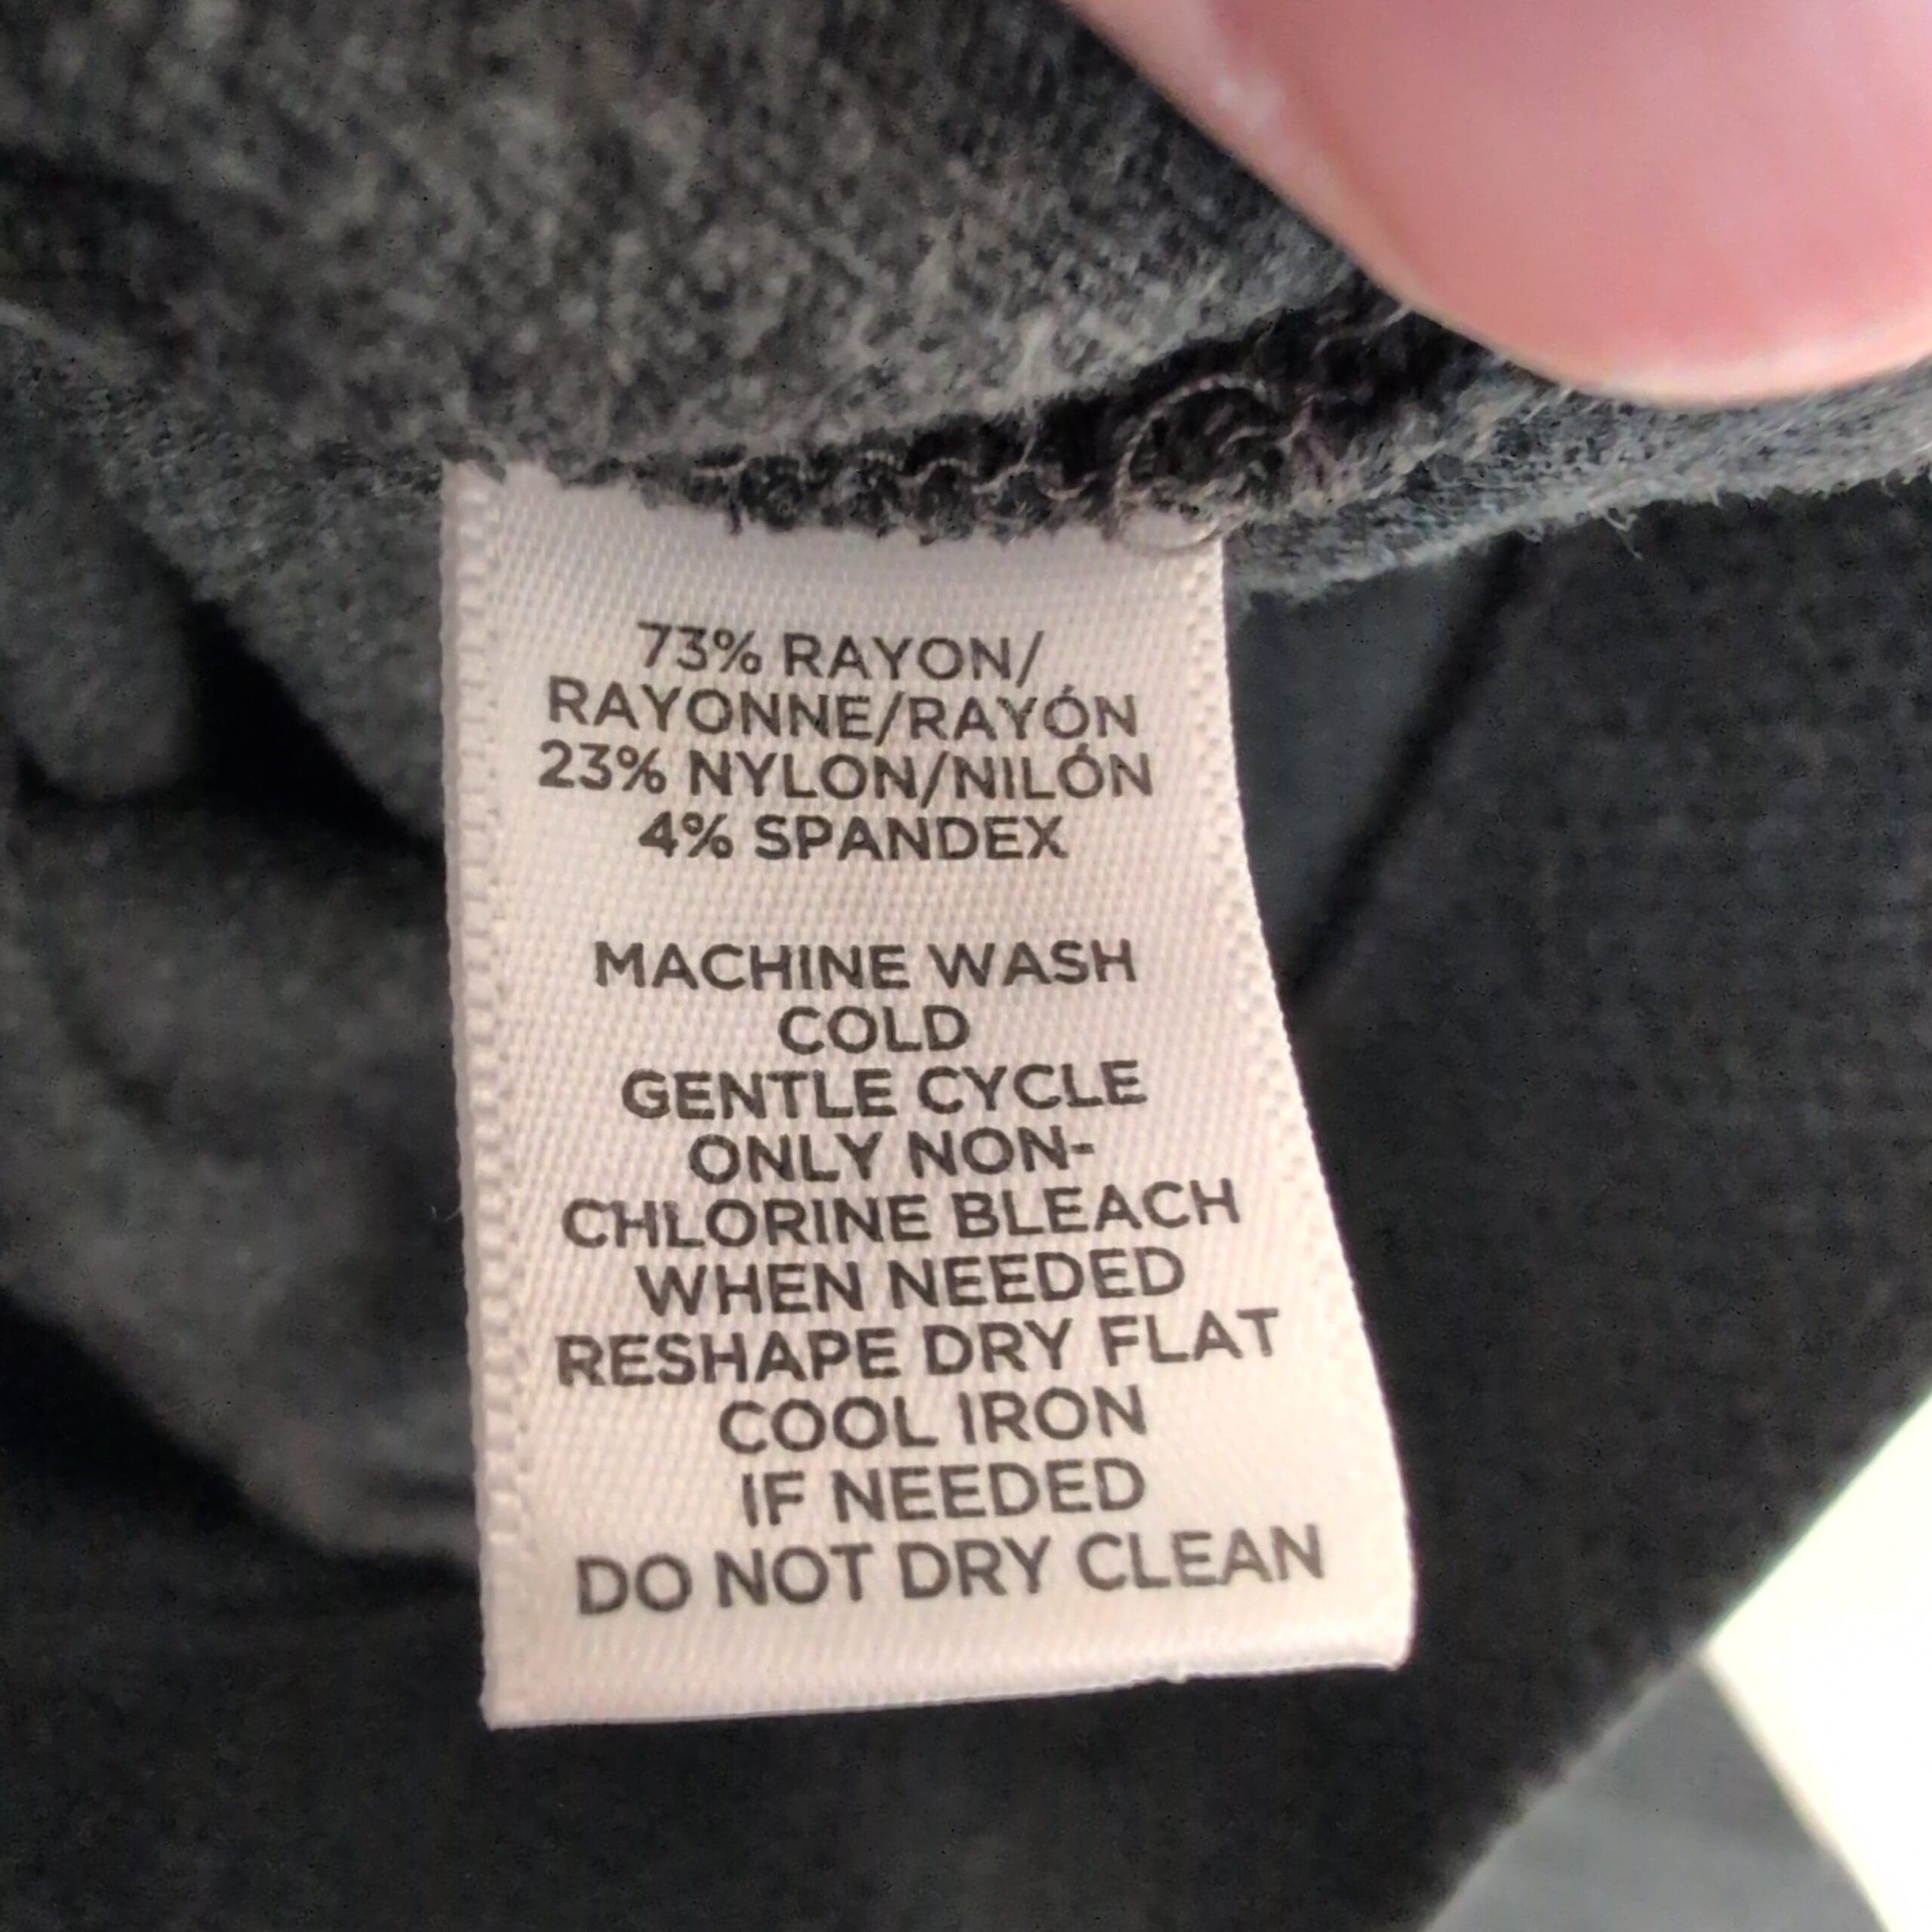 73% RAYON/
RAYONNE/RAYÓN
23% NYLON/NILÓN
4% SPANDEX
MACHINE WASH
COLD
GENTLE CYCLE
ONLY NON-
CHLORINE BLEACH
WHEN NEEDED
RESHAPE DRY FLAT
COOL IRON
IF NEEDED
DO NOT DRY CLEAN